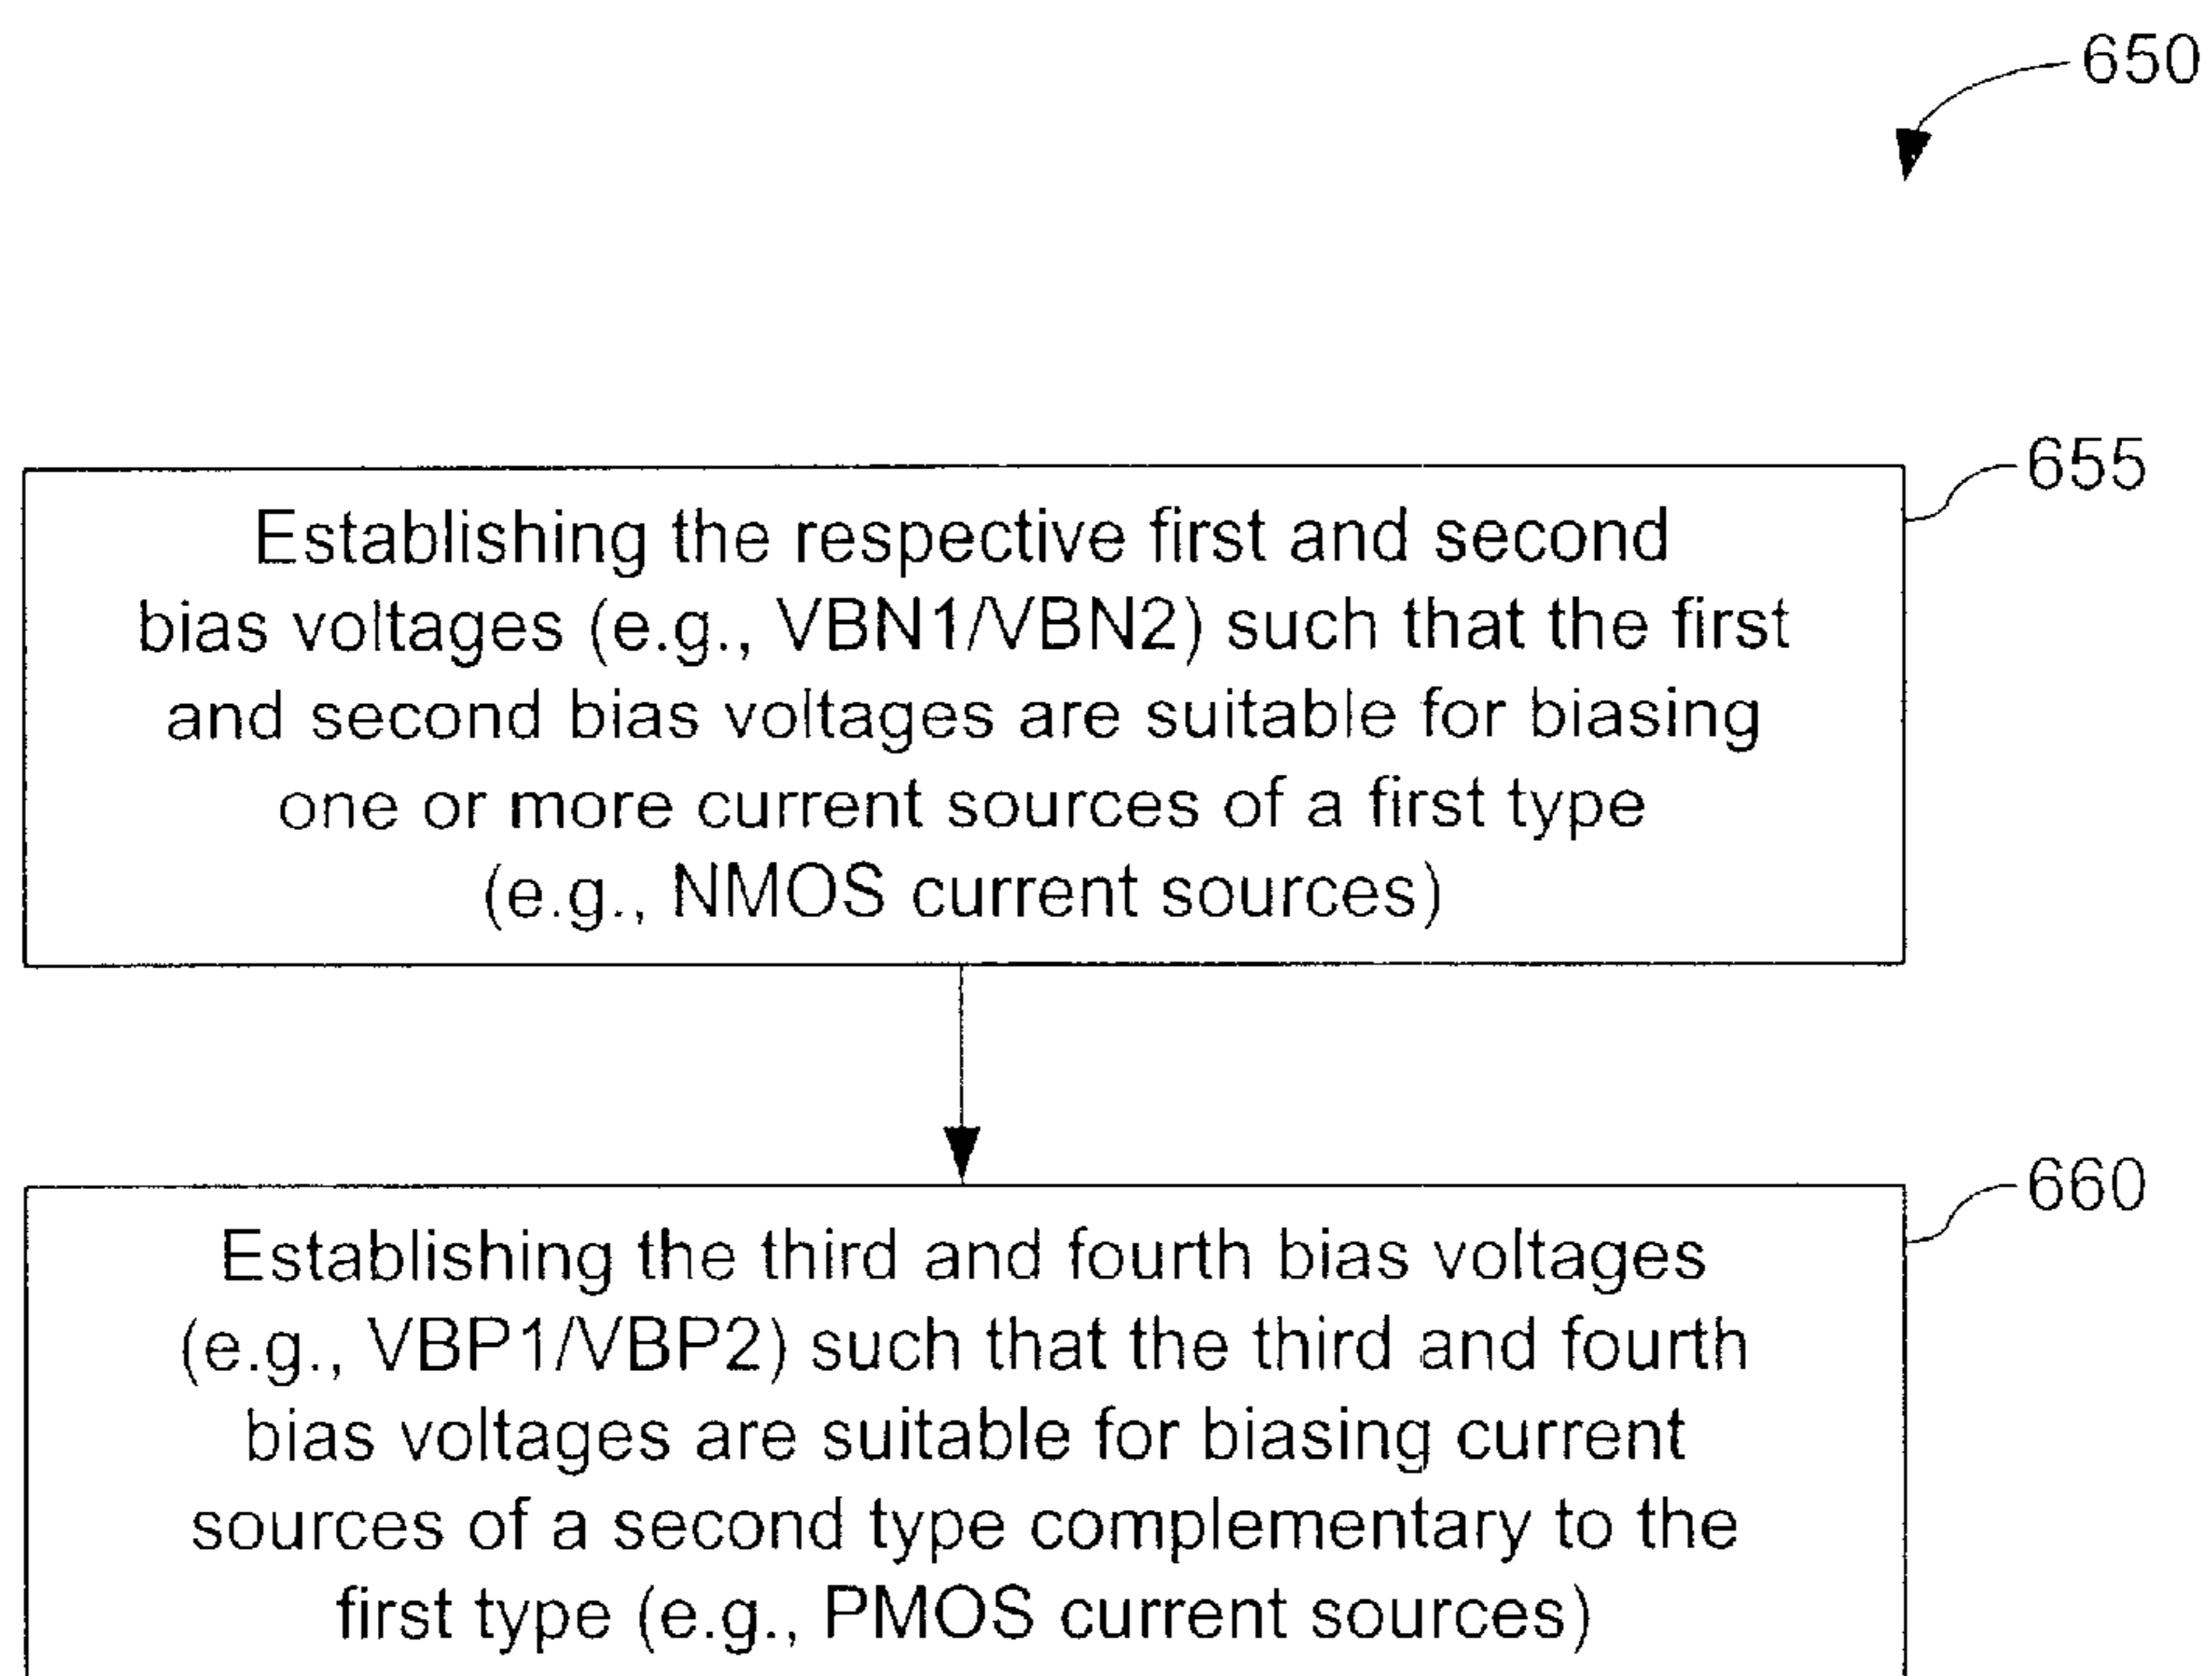 650
655
Establishing the respective first and second
bias voltages (e.g., VBN1/VBN2) such that the first
and second bias voltages are suitable for biasing
one or more current sources of a first type
(e.g., NMOS current sources)
660
Establishing the third and fourth bias voltages
(e.g., VBP1/VBP2) such that the third and fourth
bias voltages are suitable for biasing current
sources of a second type complementary to the
first type (e.g., PMOS current sources)